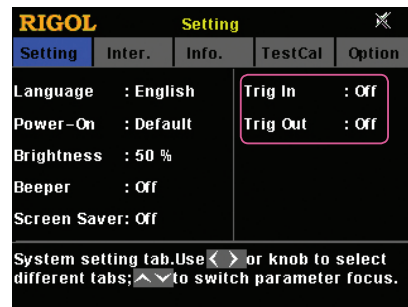 RIGOL Setting
Setting Inter. Info. TestCal Option
Language : English Trig In : Off
Power-On : Default Trig Out : Off
Brightness : 50 %
Beeper : Off
Screen Saver: Off
System setting tab.Use < > or knob to select
different tabs; to switch parameter focus.